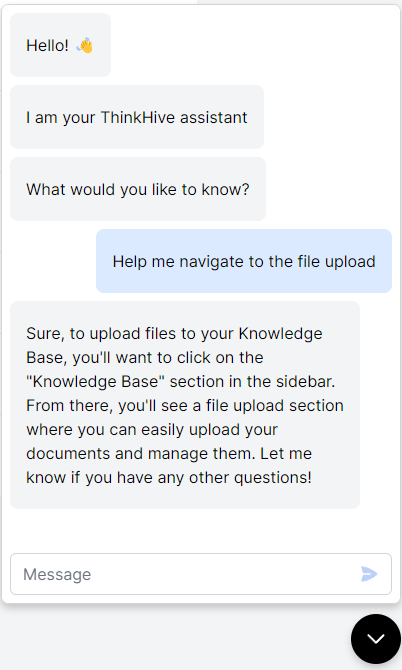 Hello! 👋
I am your ThinkHive assistant
What would you like to know?
Help me navigate to the file upload
Sure, to upload files to your Knowledge
Base, you'll want to click on the
"Knowledge Base" section in the sidebar.
From there, you'll see a file upload section
where you can easily upload your
documents and manage them. Let me
know if you have any other questions!
Message